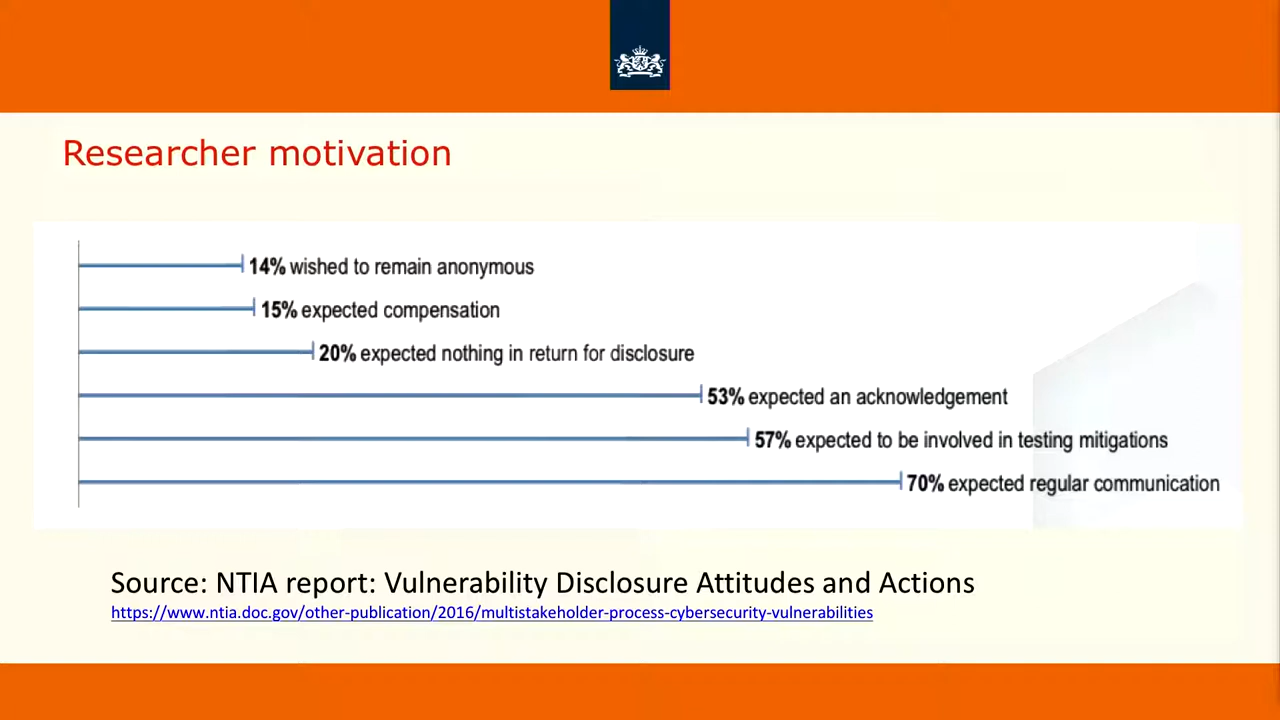 Researcher motivation
14% wished to remain anonymous
15% expected compensation
20% expected nothing in return for disclosure
53% expected an acknowledgement
57% expected to be involved in testing mitigations
70% expected regular communication
Source: NTIA report: Vulnerability Disclosure Attitudes and Actions
https://www.ntia.doc.gov/other-publication/2016/multistakeholder-process-cybersecurity-vulnerabilities